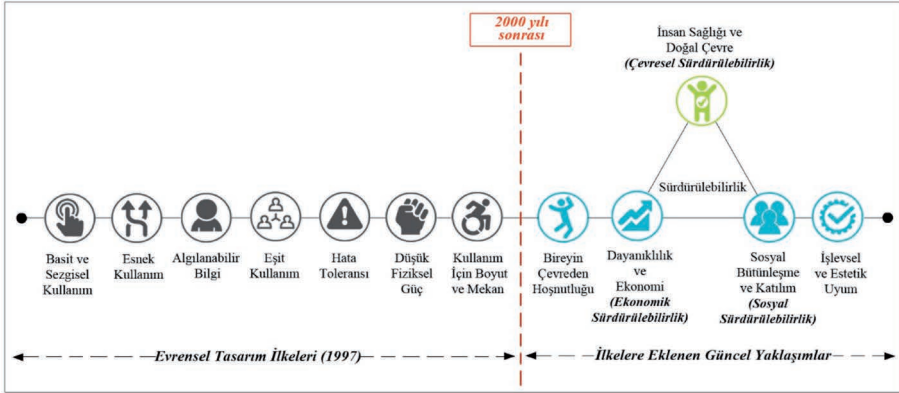 2000 yılı
sonrası
İnsan Sağlığı ve
Doğal Çevre
(Çevresel Sürdürülebilirlik)
Sürdürülebilirlik
Basit ve
Sezgisel
Kullanım
Esnek
Kullanım
Algılanabilir
Bilgi
Eşit
Kullanım
Hata
Toleransı
Düşük
Fiziksel
Güç
Kullanım
İçin Boyut
ve Mekan
Bireyin
Çevreden
Hoşnutluğu
Dayanıklılık
ve
Ekonomi
(Ekonomik
Sürdürülebilirlik)
Sosyal
Bütünleşme
ve Katılım
(Sosyal
Sürdürülebilirlik)
İşlevsel
ve Estetik
Uyum
Evrensel Tasarım İlkeleri (1997)
İlkelere Eklenen Güncel Yaklaşımlar